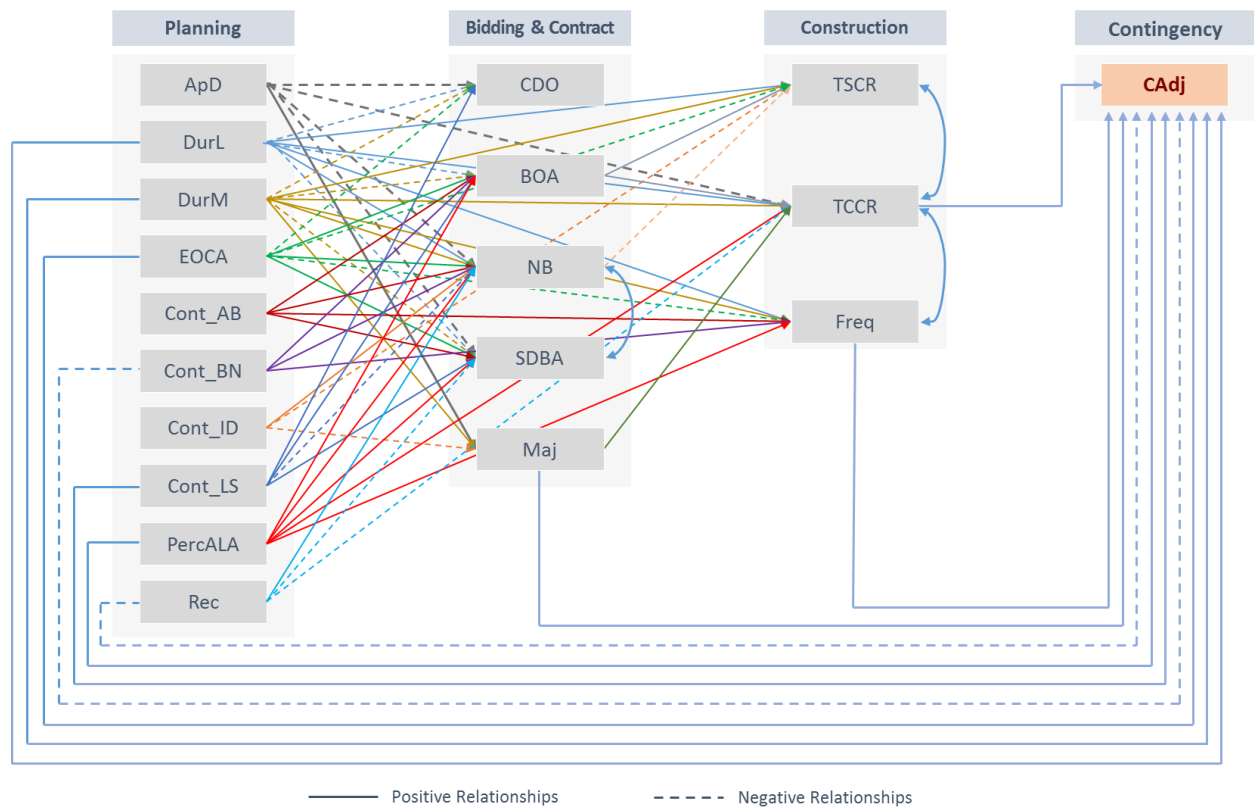 Planning
Bidding & Contract
Construction
Contingency
ApD
DurL
DurM
EOCA
Cont_AB
Cont_BN
Cont_ID
Cont_LS
PercALA
Rec
CDO
BOA
NB
SDBA
Maj
TSCR
TCCR
Freq
CAdj
Positive Relationships
Negative Relationships